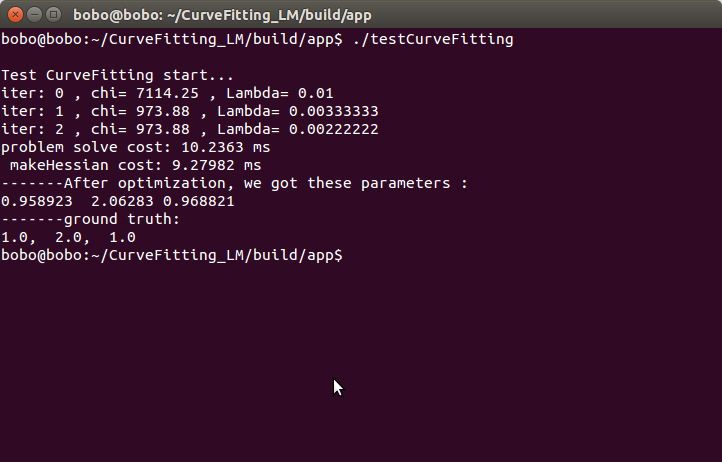 bobo@bobo: ~/CurveFitting_LM/build/app
bobo@bobo:~/CurveFitting_LM/build/app$ ./testCurveFitting
Test CurveFitting start...
iter: 0 , chi= 7114.25 , Lambda= 0.01
iter: 1 , chi= 973.88 , Lambda= 0.00333333
iter: 2 , chi= 973.88 , Lambda= 0.00222222
problem solve cost: 10.2363 ms
 makeHessian cost: 9.27982 ms
-------After optimization, we got these parameters :
0.958923  2.06283 0.968821
-------ground truth:
1.0,  2.0,  1.0
bobo@bobo:~/CurveFitting_LM/build/app$